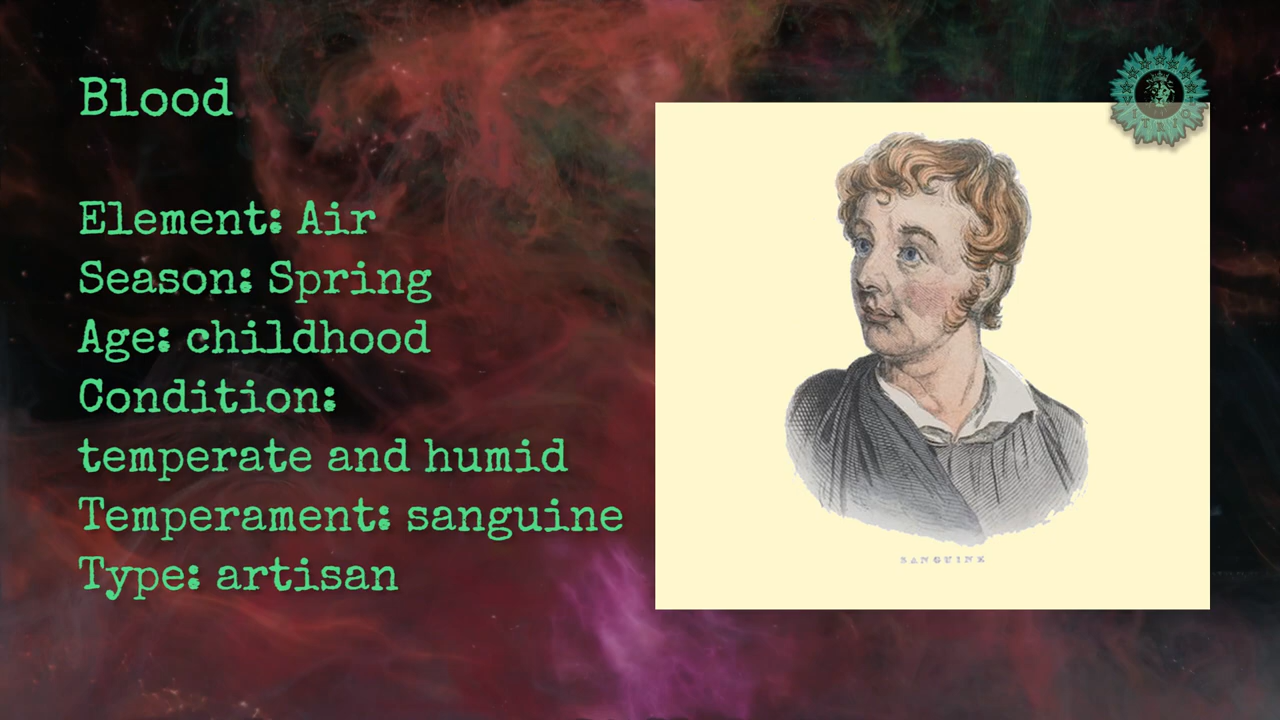 Blood
Element: Air
Season: Spring
Age: childhood
Condition:
temperate and humid
Temperament: sanguine
Type: artisan
SANGUINE